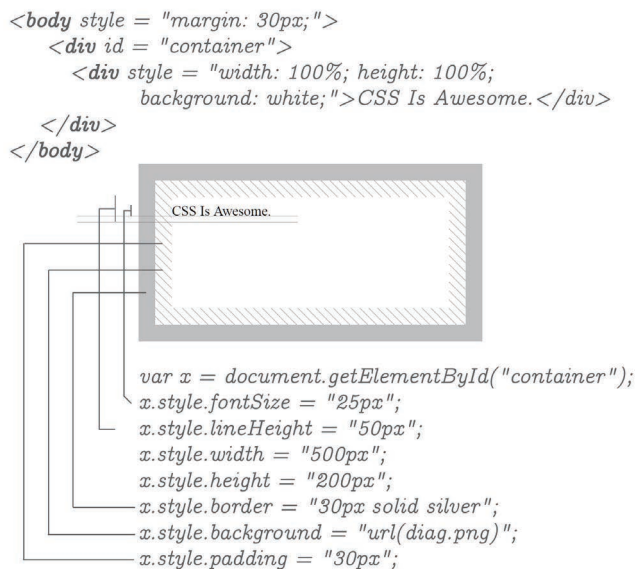 <body style = "margin: 30px;">
<div id = "container">
<div style = "width: 100%; height: 100%;
background: white;">CSS Is Awesome.</div>
</div>
</body>
CSS Is Awesome.
var x = document.getElementById("container");
x.style.fontSize = "25px";
x.style.lineHeight = "50px";
x.style.width = "500px";
x.style.height = "200px";
x.style.border = "30px solid silver";
x.style.background = "url(diag.png)";
x.style.padding = "30px";